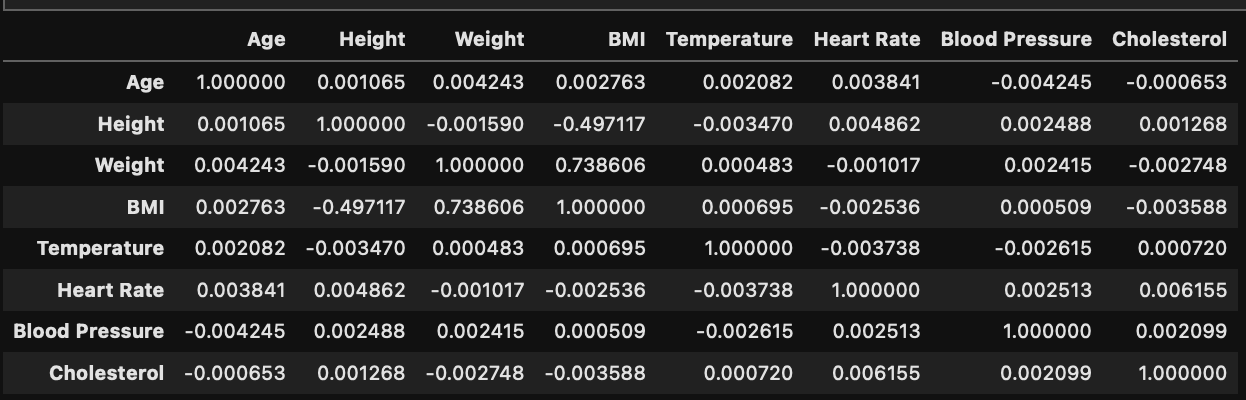 Age Height Weight BMI Temperature Heart Rate Blood Pressure Cholesterol
Age 1.000000 0.001065 0.004243 0.002763 0.002082 0.003841 -0.004245 -0.000653
Height 0.001065 1.000000 -0.001590 -0.497117 -0.003470 0.004862 0.002488 0.001268
Weight 0.004243 -0.001590 1.000000 0.738606 0.000483 -0.001017 0.002415 -0.002748
BMI 0.002763 -0.497117 0.738606 1.000000 0.000695 -0.002536 0.000509 -0.003588
Temperature 0.002082 -0.003470 0.000483 0.000695 1.000000 -0.003738 -0.002615 0.000720
Heart Rate 0.003841 0.004862 -0.001017 -0.002536 -0.003738 1.000000 0.002513 0.006155
Blood Pressure -0.004245 0.002488 0.002415 0.000509 -0.002615 0.002513 1.000000 0.002099
Cholesterol -0.000653 0.001268 -0.002748 -0.003588 0.000720 0.006155 0.002099 1.000000